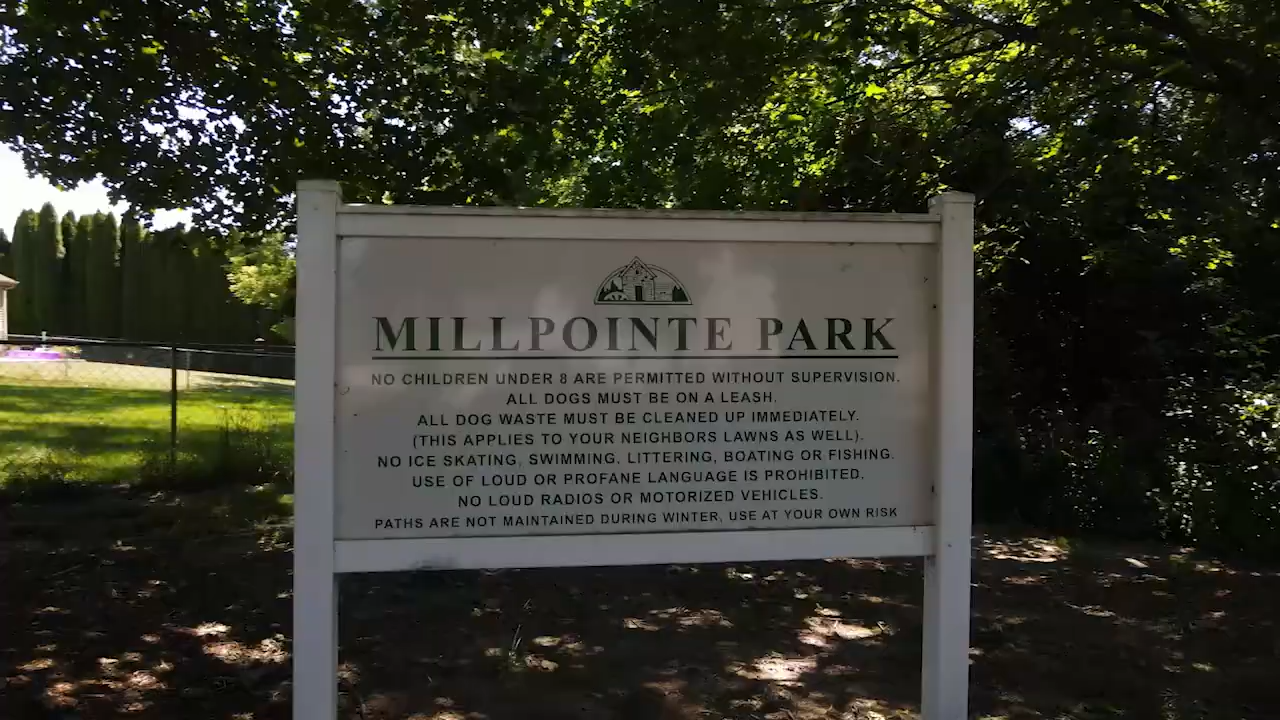 MILLPOINTE PARK
NO CHILDREN UNDER 8 ARE PERMITTED WITHOUT SUPERVISION.
ALL DOGS MUST BE ON A LEASH.
ALL DOG WASTE MUST BE CLEANED UP IMMEDIATELY.
(THIS APPLIES TO YOUR NEIGHBORS LAWNS AS WELL).
NO ICE SKATING, SWIMMING, LITTERING, BOATING OR FISHING.
USE OF LOUD OR PROFANE LANGUAGE IS PROHIBITED.
NO LOUD RADIOS OR MOTORIZED VEHICLES.
PATHS ARE NOT MAINTAINED DURING WINTER, USE AT YOUR OWN RISK